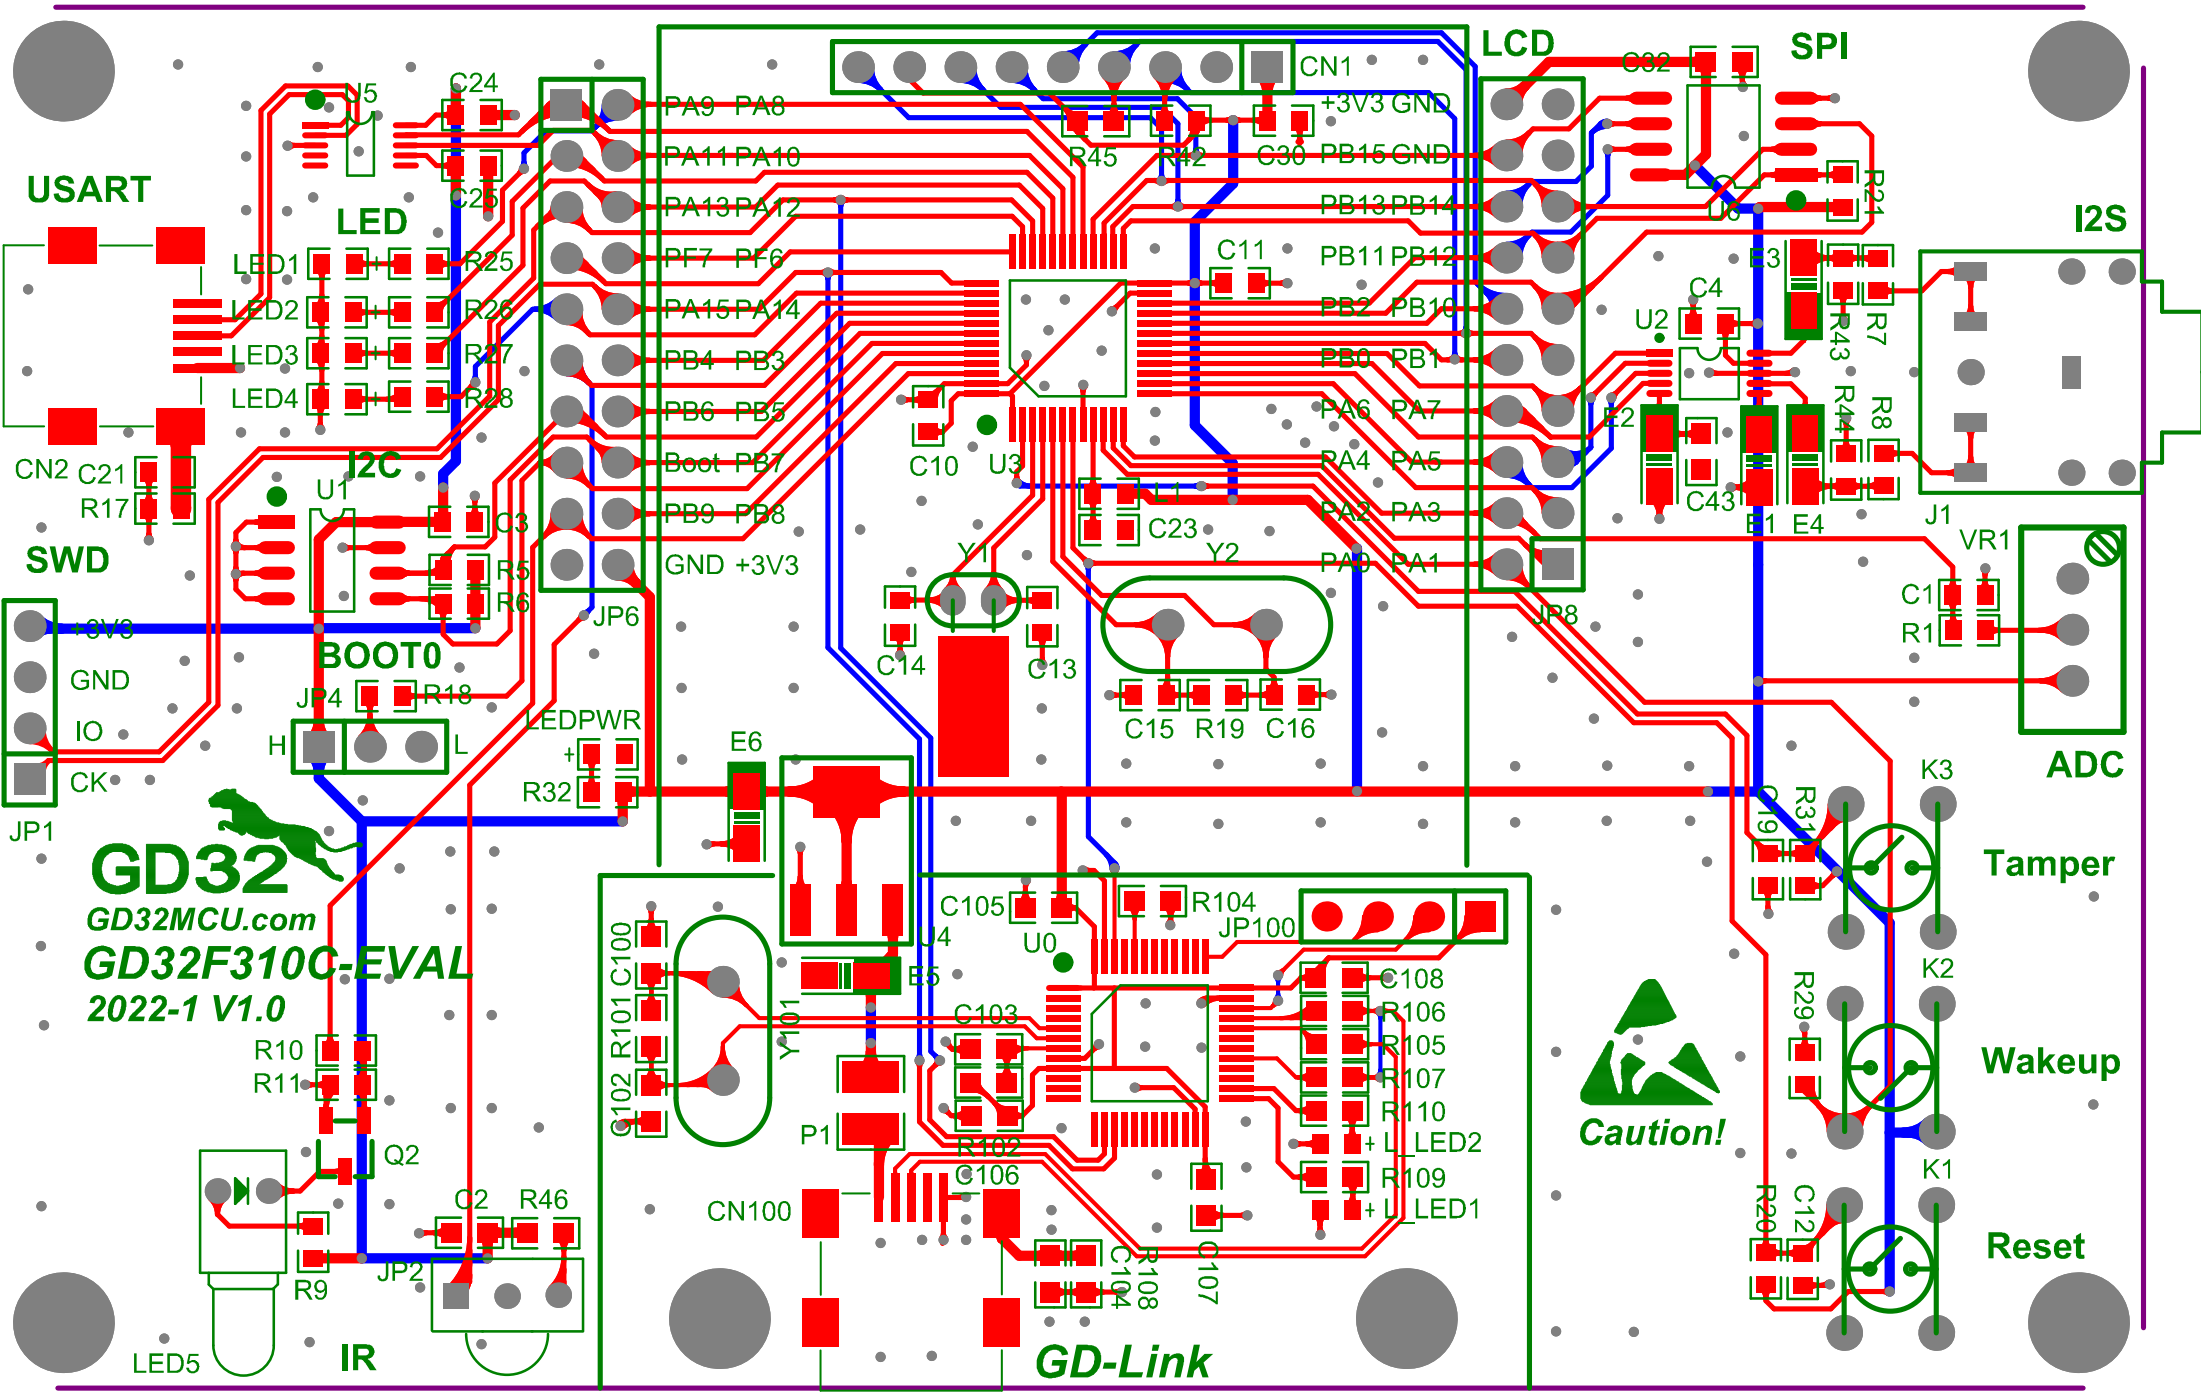 LCD
SPI
CN1
C32
U5
C24
PA9 PA8
+3V3 GND
R45
R42
C30
PA11 PA10
PB15 GND
USART
C25
R21
LED
PA13 PA12
PB13 PB14
U6
I2S
LED1
+
R25
PF7 PF6
C11
PB11 PB12
E3
LED2
+
R26
PA15 PA14
PB2 PB10
C4
U2
R43
R7
LED3
+
R27
PB4 PB3
PB0 PB1
LED4
+
R28
PB6 PB5
PA6 PA7
E2
R44
R8
CN2
C21
I2C
Boot PB7
C10
U3
PA4 PA5
U1
R17
C3
PB9 PB8
L1
C23
PA2 PA3
C43
E1
E4
J1
SWD
R5
GND +3V3
Y1
Y2
PA0 PA1
VR1
R6
JP6
JP8
C1
+3V3
R1
BOOT0
GND
C14
C13
JP4
R18
IO
H
L
LEDPWR
+
E6
C15
R19
C16
CK
R32
ADC
K3
JP1
C19
R31
GD32
Tamper
GD32MCU.com
C105
R104
JP100
U0
U4
GD32F310C-EVAL
C100
E5
C108
K2
2022-1 V1.0
R101
Y101
C103
R106
R29
R10
R105
R11
R107
Wakeup
C102
P1
R110
Caution!
Q2
R102
+ L_LED2
C106
R109
K1
C2
R46
CN100
+ L_LED1
R20
C12
JP2
R9
C104
R108
C107
Reset
LED5
IR
GD-Link